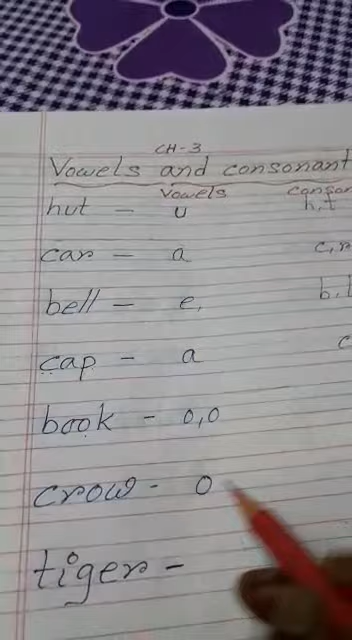 CH-3
Vowels and consonant
Vowels
hut - u h,t
car - a c,r
bell - e, b,l
cap - a c
book - o,o
crow - o
tiger -